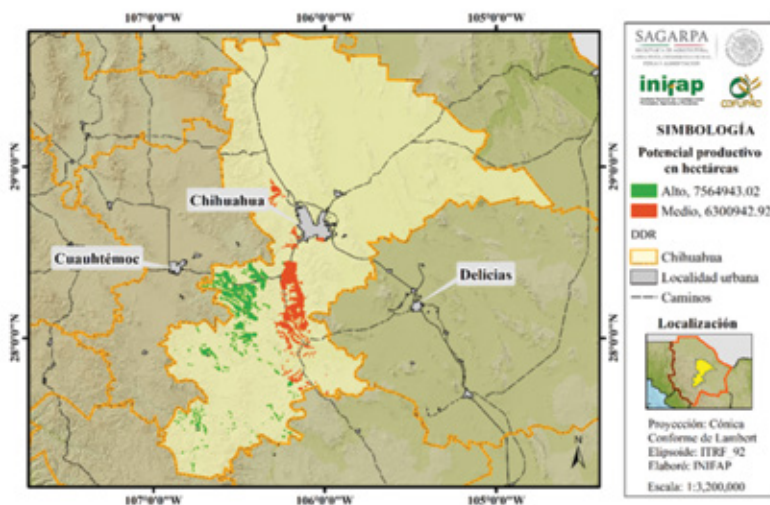 107°0'0"W 106°0'0"W 105°0'0"W
29°0'0"N
28°0'0"N
Chihuahua
Cuauhtémoc
Delicias
29°0'0"N
28°0'0"N
N
107°0'0"W 106°0'0"W 105°0'0"W
SAGARPA
inifap
COFUPRO
SIMBOLOGÍA
Potencial productivo
en hectáreas
Alto, 7564943.02
Medio, 6300942.92
DDR
Chihuahua
Localidad urbana
Caminos
Localización
Proyección: Cónica
Conforme de Lambert
Elipsoide: ITRF_92
Elaboró: INIFAP
Escala: 1:3,200,000